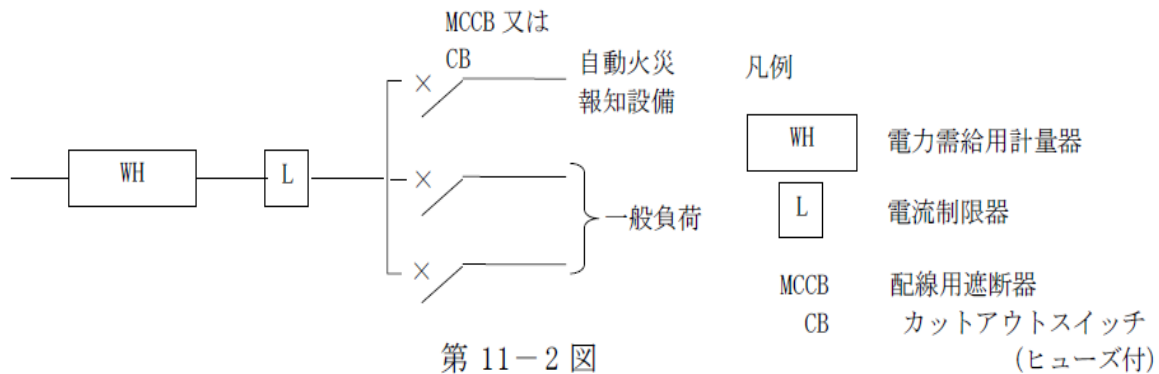 MCCB 又は
CB
自動火災
報知設備
WH
L
一般負荷
凡例
WH
電力需給用計量器
L
電流制限器
MCCB
配線用遮断器
CB
カットアウトスイッチ
(ヒューズ付)
第 11－2 図